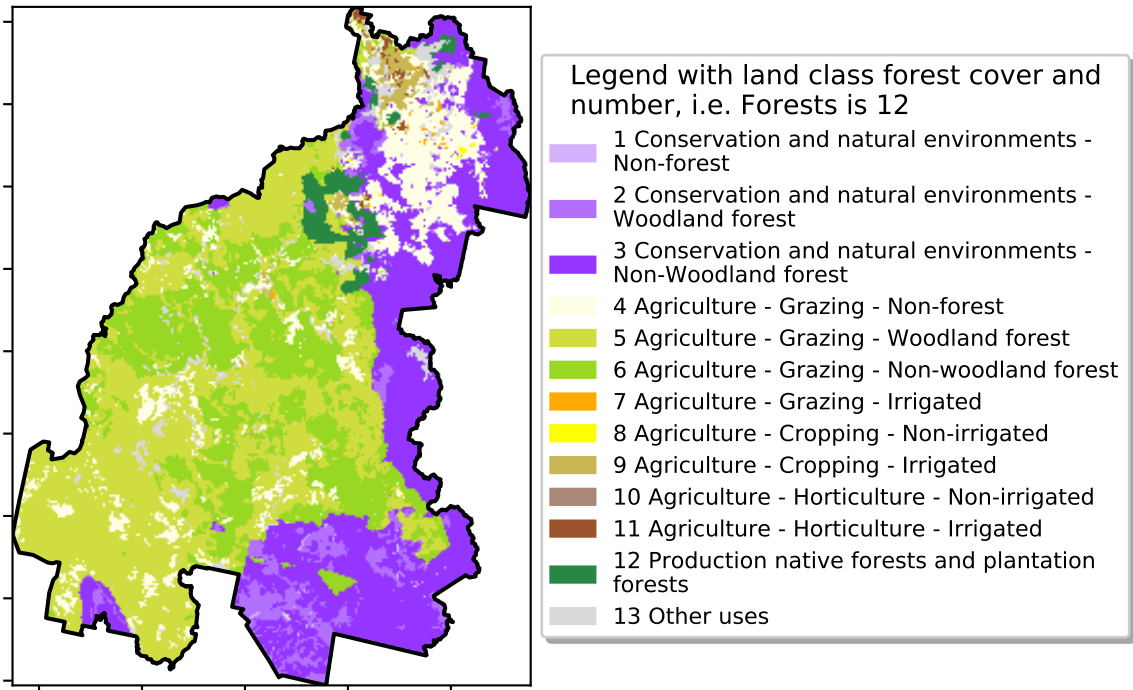 Legend with land class forest cover and
number, i.e. Forests is 12
1 Conservation and natural environments -
Non-forest
2 Conservation and natural environments -
Woodland forest
3 Conservation and natural environments -
Non-Woodland forest
4 Agriculture - Grazing - Non-forest
5 Agriculture - Grazing - Woodland forest
6 Agriculture - Grazing - Non-woodland forest
7 Agriculture - Grazing - Irrigated
8 Agriculture - Cropping - Non-irrigated
9 Agriculture - Cropping - Irrigated
10 Agriculture - Horticulture - Non-irrigated
11 Agriculture - Horticulture - Irrigated
12 Production native forests and plantation
forests
13 Other uses